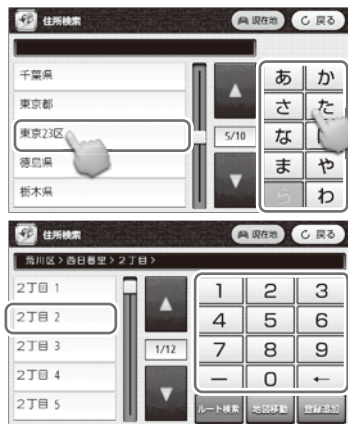 住所検索
現在地
戻る
千葉県
東京都
東京23区
徳島県
栃木県
5/10
あ か
さ た
な
ま や
ら わ
住所検索
現在地
戻る
荒川区>西日暮里>2丁目>
2丁目 1
2丁目 2
2丁目 3
2丁目 4
2丁目 5
1/12
1 2 3
4 5 6
7 8 9
- 0 ←
ルート検索 地図移動 登録追加